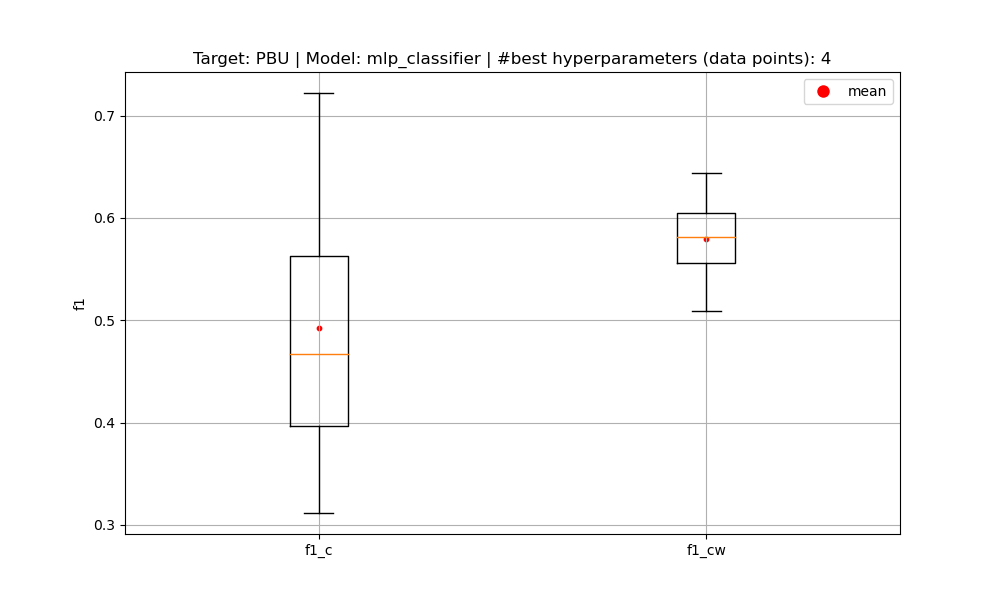 Target: PBU | Model: mlp_classifier | #best hyperparameters (data points): 4
mean
0.7
0.6
0.5
0.4
0.3
f1
f1_c
f1_cw